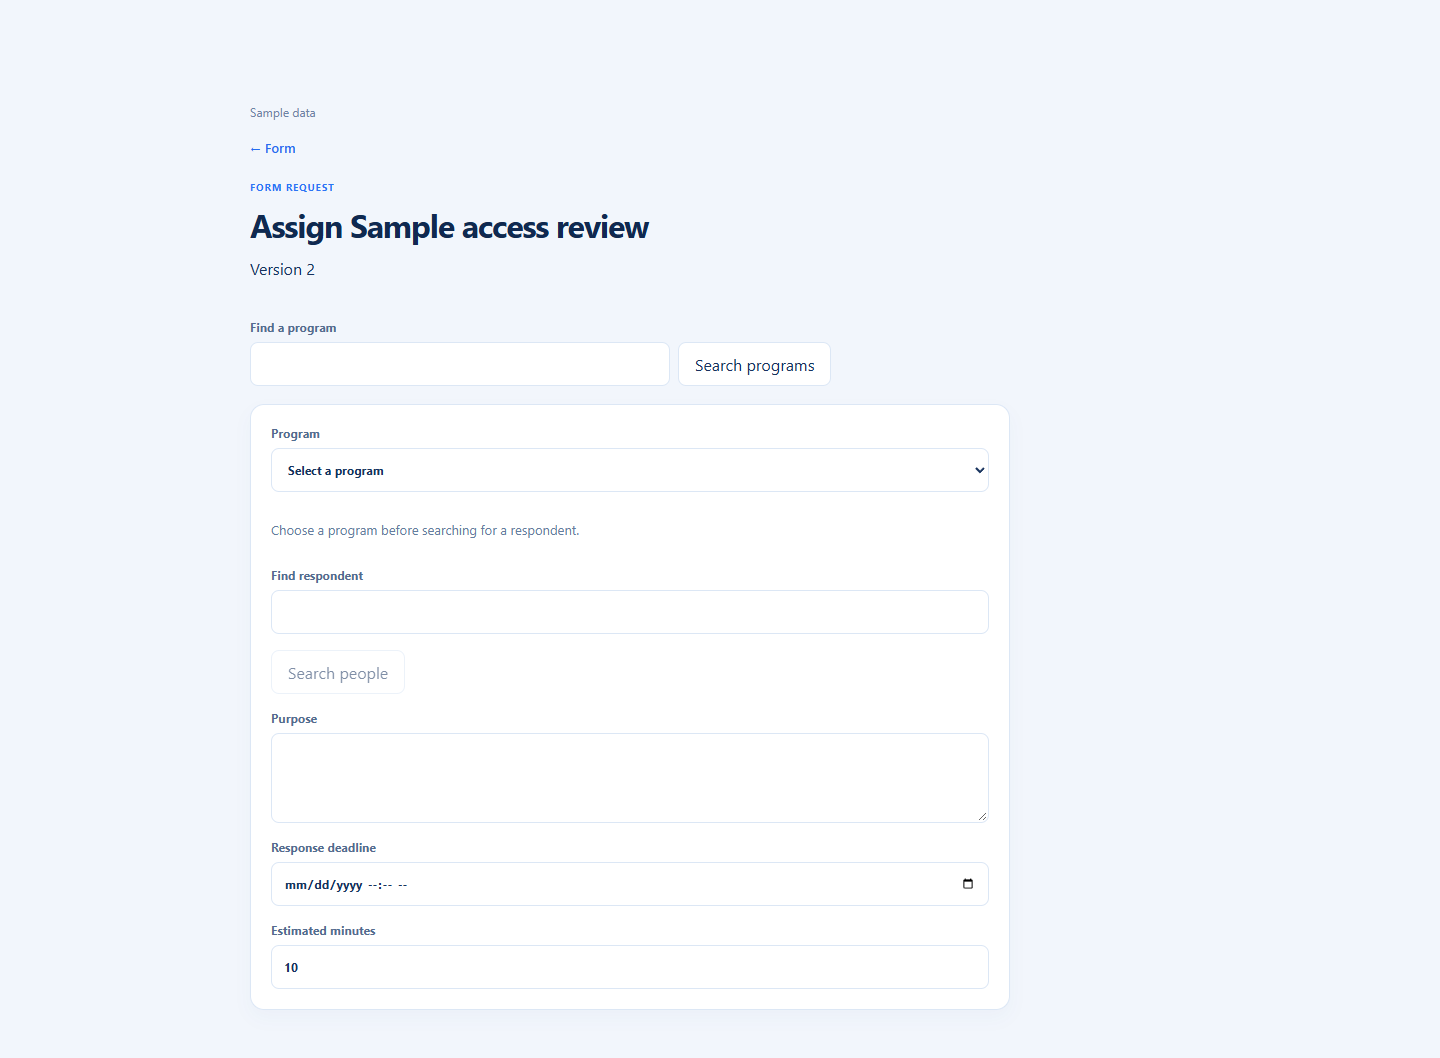 Sample data
← Form
FORM REQUEST
Assign Sample access review
Version 2
Find a program
Search programs
Program
Select a program
Choose a program before searching for a respondent.
Find respondent
Search people
Purpose
Response deadline
mm/dd/yyyy --:-- --
Estimated minutes
10